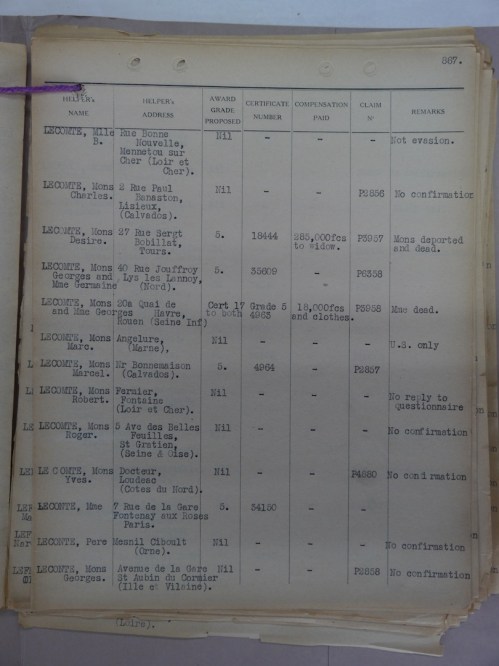 387.
HELPER's NAME HELPER's ADDRESS AWARD GRADE PROPOSED CERTIFICATE NUMBER COMPENSATION PAID CLAIM Nº REMARKS
LECOMTE, Mlle Rue Bonne Nil - - - Not evasion.
B. Nouvelle,
Mennetou sur
Cher (Loir et
Cher).
LECOMTE, Mons 2 Rue Paul Nil - - P2856 No confirmation
Charles. Banaston,
Lisieux,
(Calvados).
LECOMTE, Mons 27 Rue Sergt 5. 18444 285,000fcs P3957 Mons deported
Desire. Bobillat, to widow. and dead.
Tours.
LECOMTE, Mons 40 Rue Jouffroy 5. 35609 - P6358
Georges and Lys lez Lannoy,
Mme Germaine (Nord).
LECOMTE, Mons 20a Quai de Cert 17 Grade 5 18,000fcs P3958 Mme dead.
and Mme Georges Havre, to both 4963 and clothes.
Rouen (Seine Inf)
LECOMTE, Mons Angelure, Nil - - - U.S. only
Marc. (Marne),
LECOMTE, Mons Nr Bonnemaison 5. 4964 - P2857
Marcel. (Calvados).
LECOMTE, Mons Fermier, Nil - - - No reply to
Robert. Fontaine questionnaire
(Loir et Cher).
LECOMTE, Mons 5 Ave des Belles Nil - - - No confirmation
Roger. Feuilles,
St Gratien,
(Seine & Oise).
LE COMTE, Mons Docteur, Nil - - P4880 No confirmation
Yves. Loudeac
(Cotes du Nord).
LECOMTE, Mme 7 Rue de la Gare 5. 54150 - -
Fontenay aux Roses
Paris.
LECOMTE, Pere Mesnil Ciboult Nil - - - No confirmation
(Orne).
LECOMTE, Mons Avenue de la Gare Nil - - P2858 No confirmation
Georges. St Aubin du Cormier
(Ille et Vilaine).
(Loire).